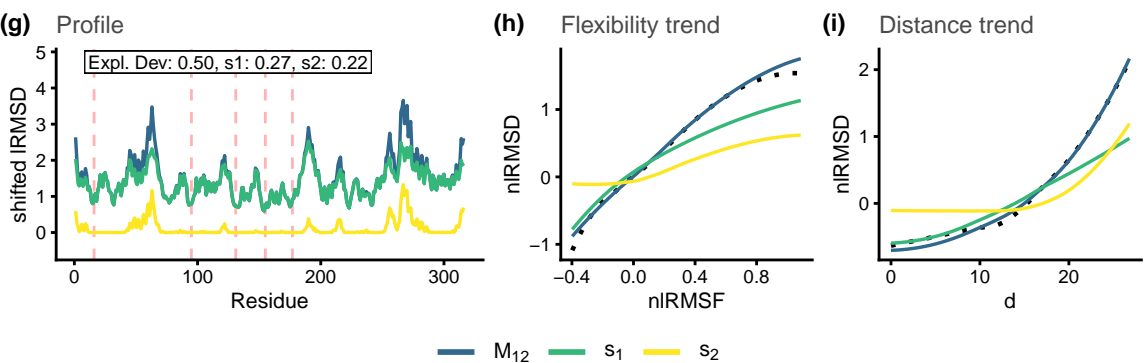 (g) Profile
Expl. Dev: 0.50, s1: 0.27, s2: 0.22
shifted lRMSD
5
4
3
2
1
0
0 100 200 300
Residue
(h) Flexibility trend
nlRMSD
1
0
−1
−0.4 0.0 0.4 0.8
nlRMSF
(i) Distance trend
nlRMSD
2
1
0
0 10 20
d
M12 s1 s2